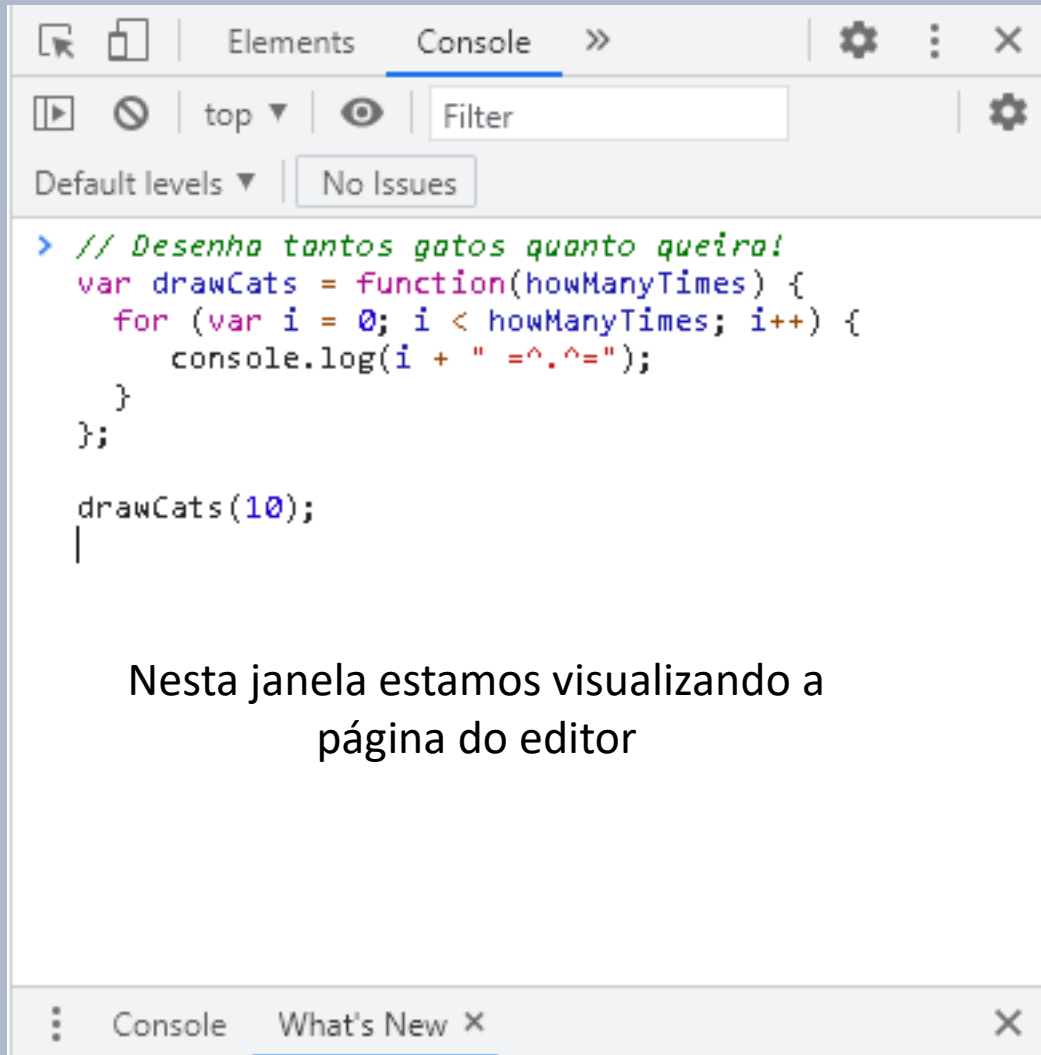 Elements Console »
top ▼ Filter
Default levels ▼ No Issues
> // Desenha tantos gatos quanto queira!
var drawCats = function(howManyTimes) {
for (var i = 0; i < howManyTimes; i++) {
console.log(i + " =^.^=");
}
};
drawCats(10);
Nesta janela estamos visualizando a
página do editor
Console What's New ×